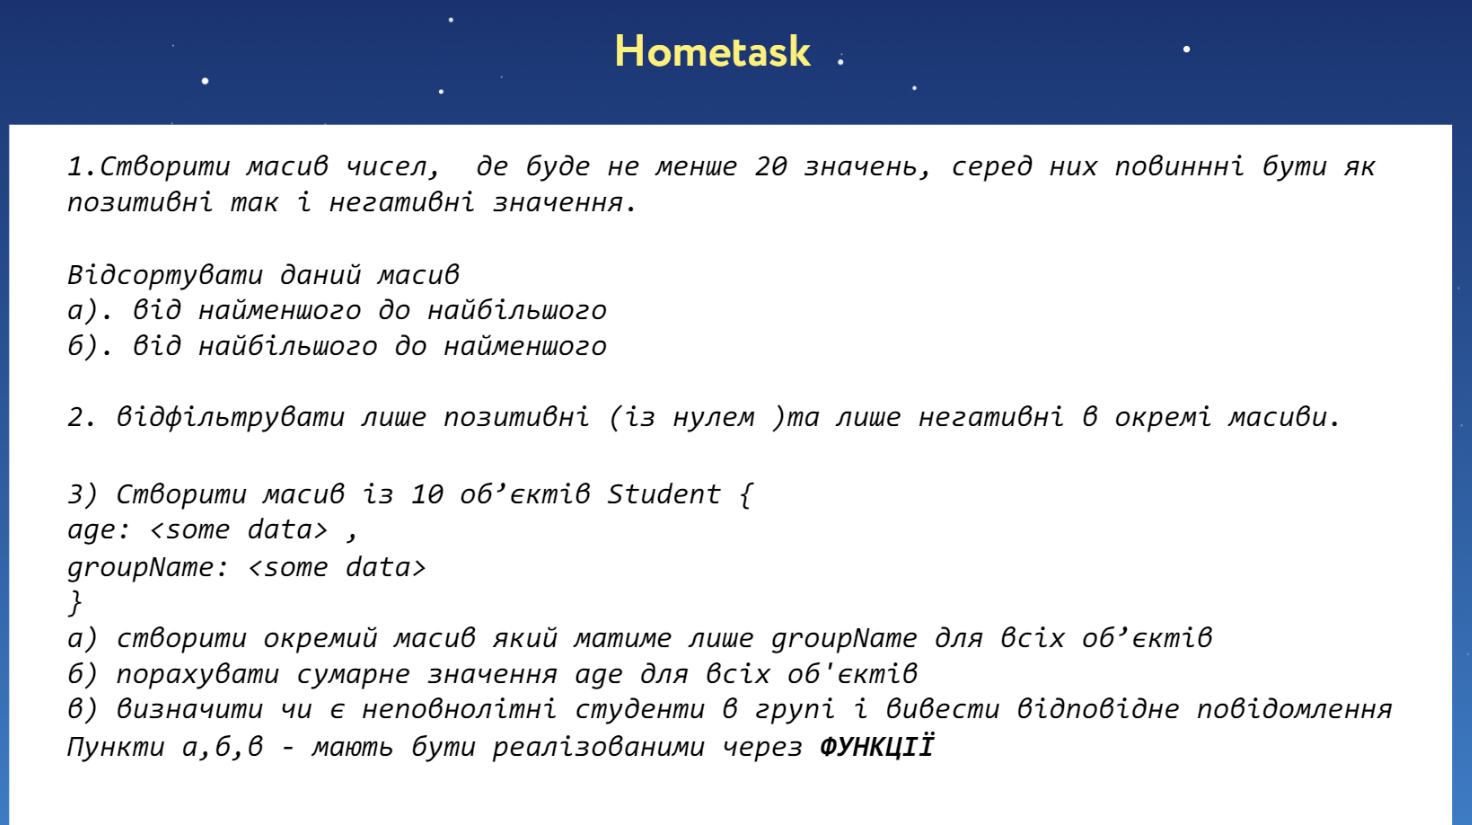 Hometask
1.Створити масив чисел,  де буде не менше 20 значень, серед них повиннні бути як
позитивні так і негативні значення.
Відсортувати даний масив
а). від найменшого до найбільшого
б). від найбільшого до найменшого
2. відфільтрувати лише позитивні (із нулем )та лише негативні в окремі масиви.
3) Створити масив із 10 об’єктів Student {
age: <some data> ,
groupName: <some data>
}
а) створити окремий масив який матиме лише groupName для всіх об’єктів
б) порахувати сумарне значення age для всіх об'єктів
в) визначити чи є неповнолітні студенти в групі і вивести відповідне повідомлення
Пункти а,б,в - мають бути реалізованими через ФУНКЦІЇ